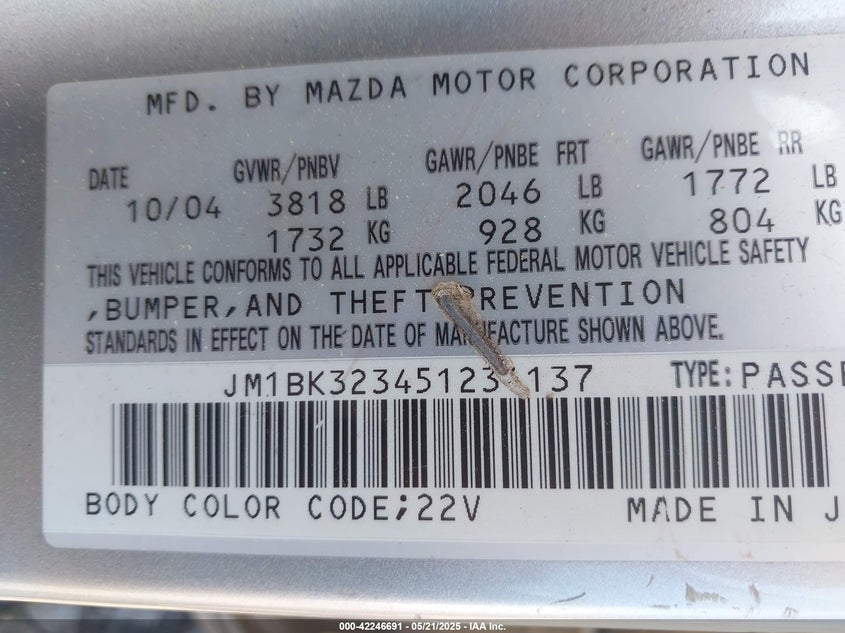 MFD. BY MAZDA MOTOR CORPORATION
DATE GVWR/PNBV GAWR/PNBE FRT GAWR/PNBE RR
10/04 3818 LB 2046 LB 1772 LB
1732 KG 928 KG 804 KG
THIS VEHICLE CONFORMS TO ALL APPLICABLE FEDERAL MOTOR VEHICLE SAFETY
,BUMPER,AND THEFT PREVENTION
STANDARDS IN EFFECT ON THE DATE OF MANUFACTURE SHOWN ABOVE.
TYPE:PASSE
BODY COLOR CODE;22V MADE IN J
000-42246691 - 05/21/2025 - IAA Inc.